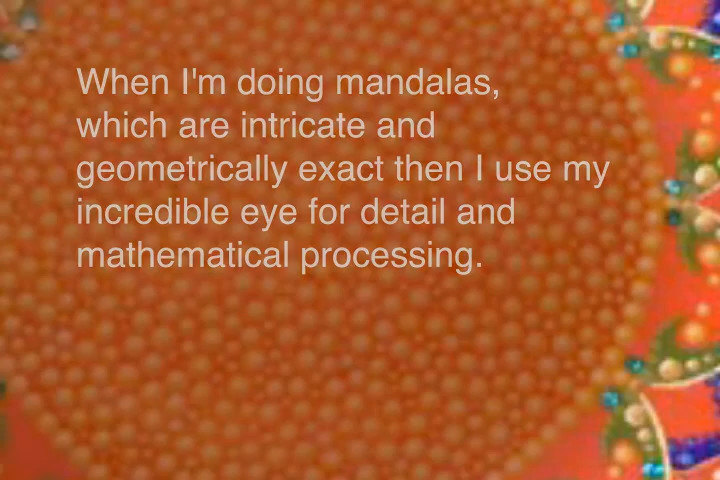 When I'm doing mandalas,
which are intricate and
geometrically exact then I use my
incredible eye for detail and
mathematical processing.